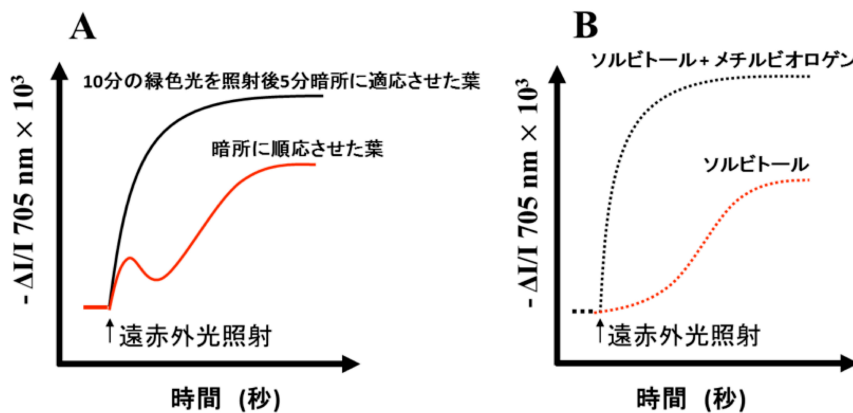 A
10分の緑色光を照射後5分暗所に適応させた葉
暗所に順応させた葉
- ΔI/I 705 nm × 10³
↑遠赤外光照射
時間 (秒)
B
ソルビトール + メチルビオロゲン
ソルビトール
- ΔI/I 705 nm × 10³
↑遠赤外光照射
時間 (秒)